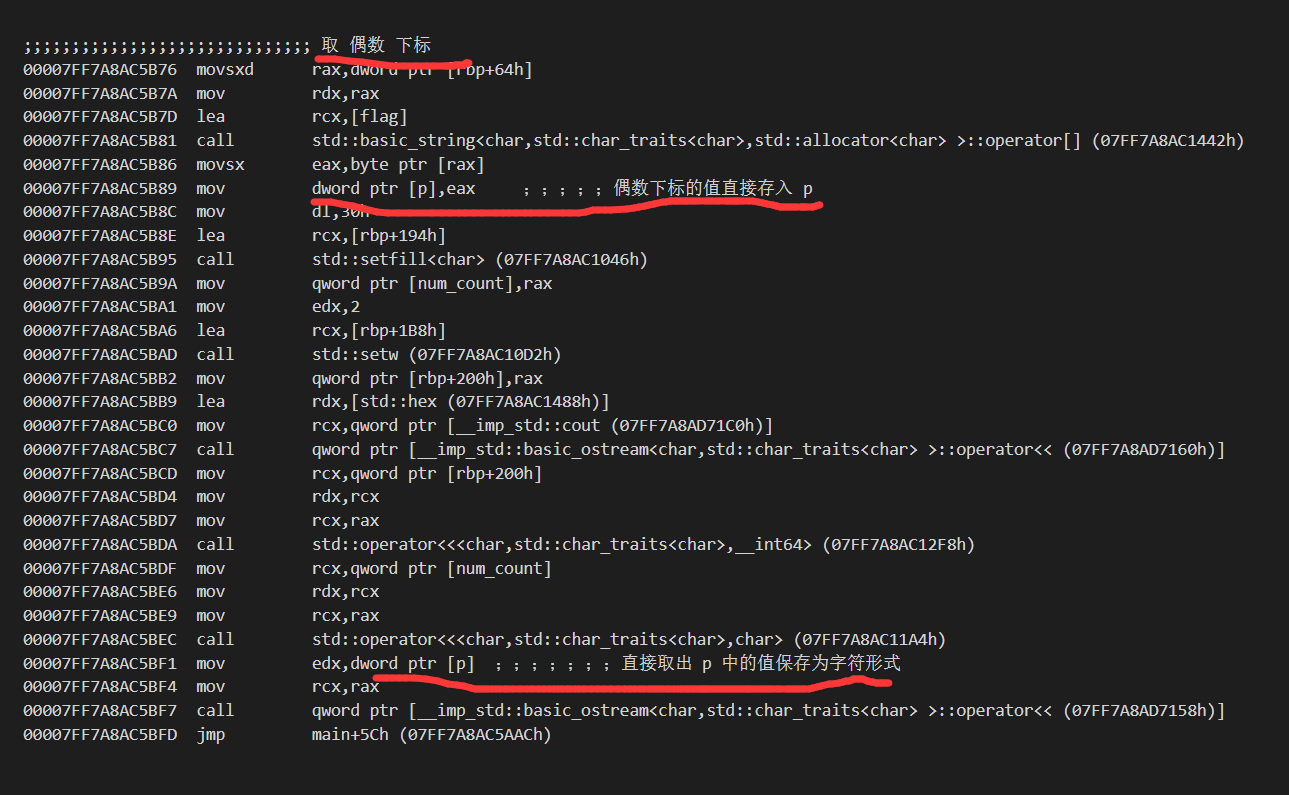 ;;;;;;;;;;;;;;;;;;;;;;;;;;;;;; 取 偶数 下标
00007FF7A8AC5B76 movsxd rax,dword ptr [rbp+64h]
00007FF7A8AC5B7A mov rdx,rax
00007FF7A8AC5B7D lea rcx,[flag]
00007FF7A8AC5B81 call std::basic_string<char,std::char_traits<char>,std::allocator<char> >::operator[] (07FF7A8AC1442h)
00007FF7A8AC5B86 movsx eax,byte ptr [rax]
00007FF7A8AC5B89 mov dword ptr [p],eax ；；；；；偶数下标的值直接存入 p
00007FF7A8AC5B8C mov dl,30h
00007FF7A8AC5B8E lea rcx,[rbp+194h]
00007FF7A8AC5B95 call std::setfill<char> (07FF7A8AC1046h)
00007FF7A8AC5B9A mov qword ptr [num_count],rax
00007FF7A8AC5BA1 mov edx,2
00007FF7A8AC5BA6 lea rcx,[rbp+1B8h]
00007FF7A8AC5BAD call std::setw (07FF7A8AC10D2h)
00007FF7A8AC5BB2 mov qword ptr [rbp+200h],rax
00007FF7A8AC5BB9 lea rdx,[std::hex (07FF7A8AC1488h)]
00007FF7A8AC5BC0 mov rcx,qword ptr [__imp_std::cout (07FF7A8AD71C0h)]
00007FF7A8AC5BC7 call qword ptr [__imp_std::basic_ostream<char,std::char_traits<char> >::operator<< (07FF7A8AD7160h)]
00007FF7A8AC5BCD mov rcx,qword ptr [rbp+200h]
00007FF7A8AC5BD4 mov rdx,rcx
00007FF7A8AC5BD7 mov rcx,rax
00007FF7A8AC5BDA call std::operator<<<char,std::char_traits<char>,__int64> (07FF7A8AC12F8h)
00007FF7A8AC5BDF mov rcx,qword ptr [num_count]
00007FF7A8AC5BE6 mov rdx,rcx
00007FF7A8AC5BE9 mov rcx,rax
00007FF7A8AC5BEC call std::operator<<<char,std::char_traits<char>,char> (07FF7A8AC11A4h)
00007FF7A8AC5BF1 mov edx,dword ptr [p] ；；；；；；；直接取出 p 中的值保存为字符形式
00007FF7A8AC5BF4 mov rcx,rax
00007FF7A8AC5BF7 call qword ptr [__imp_std::basic_ostream<char,std::char_traits<char> >::operator<< (07FF7A8AD7158h)]
00007FF7A8AC5BFD jmp main+5Ch (07FF7A8AC5AACh)